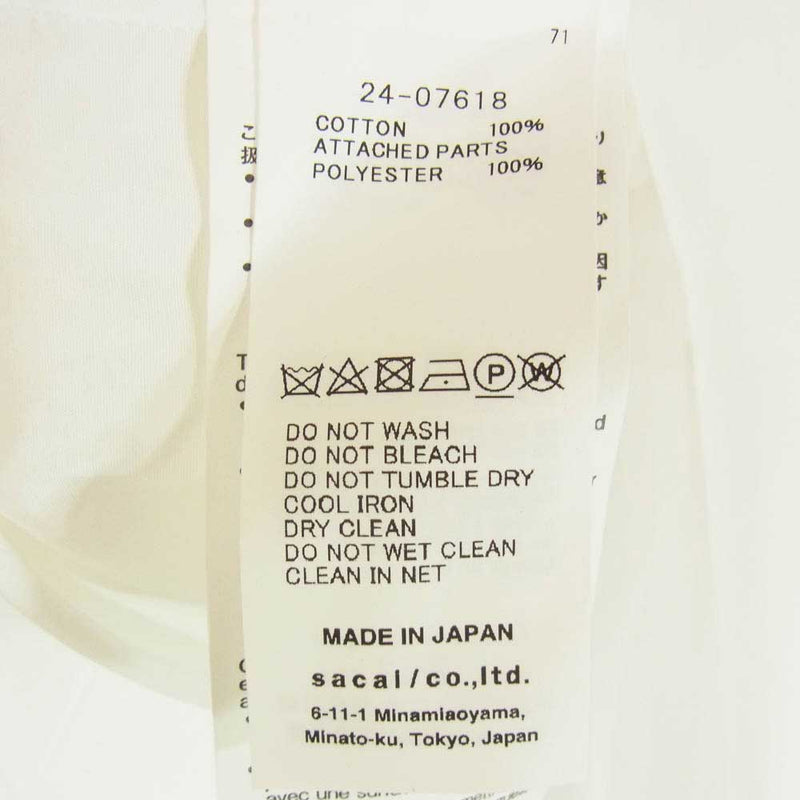 71
24-07618
COTTON 100%
ATTACHED PARTS
POLYESTER 100%
P
W
DO NOT WASH
DO NOT BLEACH
DO NOT TUMBLE DRY
COOL IRON
DRY CLEAN
DO NOT WET CLEAN
CLEAN IN NET
MADE IN JAPAN
sacai/co.,ltd.
6-11-1 Minamiaoyama,
Minato-ku, Tokyo, Japan
avec une